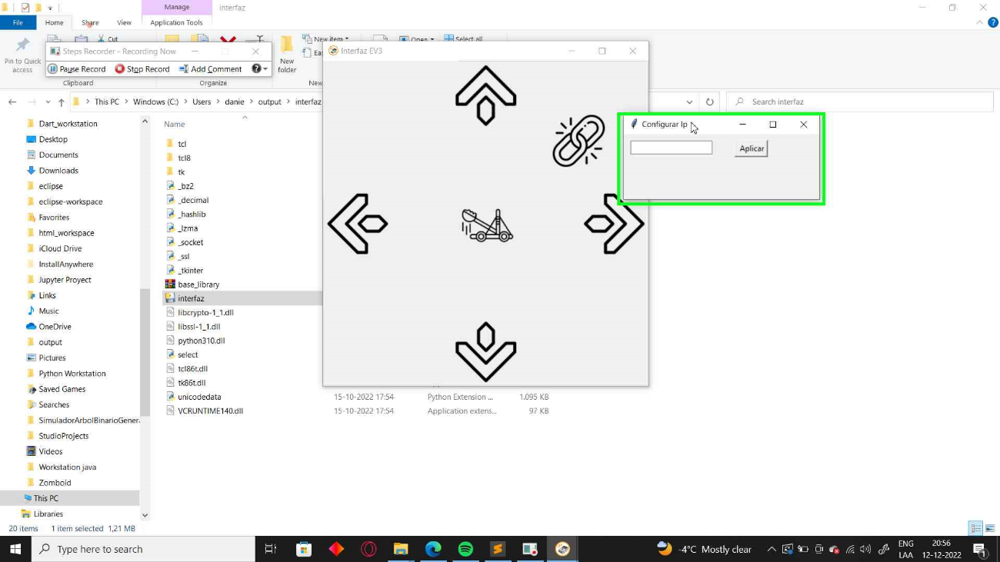 Manage
interfaz
File
Home
Share
View
Application Tools
Pin to Quick
access
Cut
New
folder
New item
Open
Select all
Clipboard
Organize
New
Steps Recorder - Recording Now
Pause Record
Stop Record
Add Comment
Interfaz EV3
This PC
Windows (C:)
Users
danie
output
interfaz
Search interfaz
Configurar Ip
Aplicar
Dart_workstation
Desktop
Documents
Downloads
eclipse
eclipse-workspace
Favorites
html_workspace
iCloud Drive
InstallAnywhere
Jupyter Proyect
Links
Music
OneDrive
output
Pictures
Python Workstation
Saved Games
Searches
SimuladorArbolBinarioGenera
StudioProjects
Videos
Workstation java
Zomboid
This PC
Libraries
Name
tcl
tcl8
tk
_bz2
_decimal
_hashlib
_lzma
_socket
_ssl
_tkinter
base_library
interfaz
libcrypto-1_1.dll
libssl-1_1.dll
python310.dll
select
tcl86t.dll
tk86t.dll
unicodedata 15-10-2022 17:54 Python Extension ... 1.095 KB
VCRUNTIME140.dll 15-10-2022 17:54 Application extens... 97 KB
20 items 1 item selected 1,21 MB
Type here to search
-4°C Mostly clear
ENG
LAA
20:56
12-12-2022
1